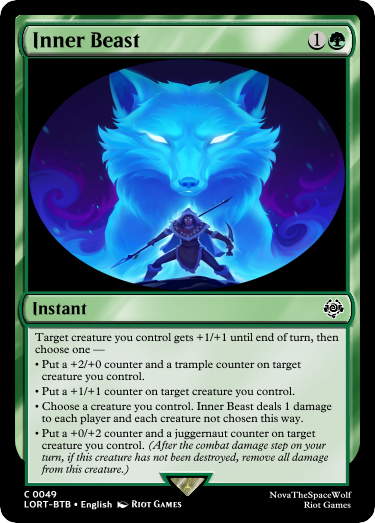 Inner Beast 1
Instant
Target creature you control gets +1/+1 until end of turn, then
choose one —
• Put a +2/+0 counter and a trample counter on target
creature you control.
• Put a +1/+1 counter on target creature you control.
• Choose a creature you control. Inner Beast deals 1 damage
to each player and each creature not chosen this way.
• Put a +0/+2 counter and a juggernaut counter on target
creature you control. (After the combat damage step on your
turn, if this creature has not been destroyed, remove all
damage from this creature.)
C 0049 NovaTheSpaceWolf
LORT-BTB • English Riot Games Riot Games